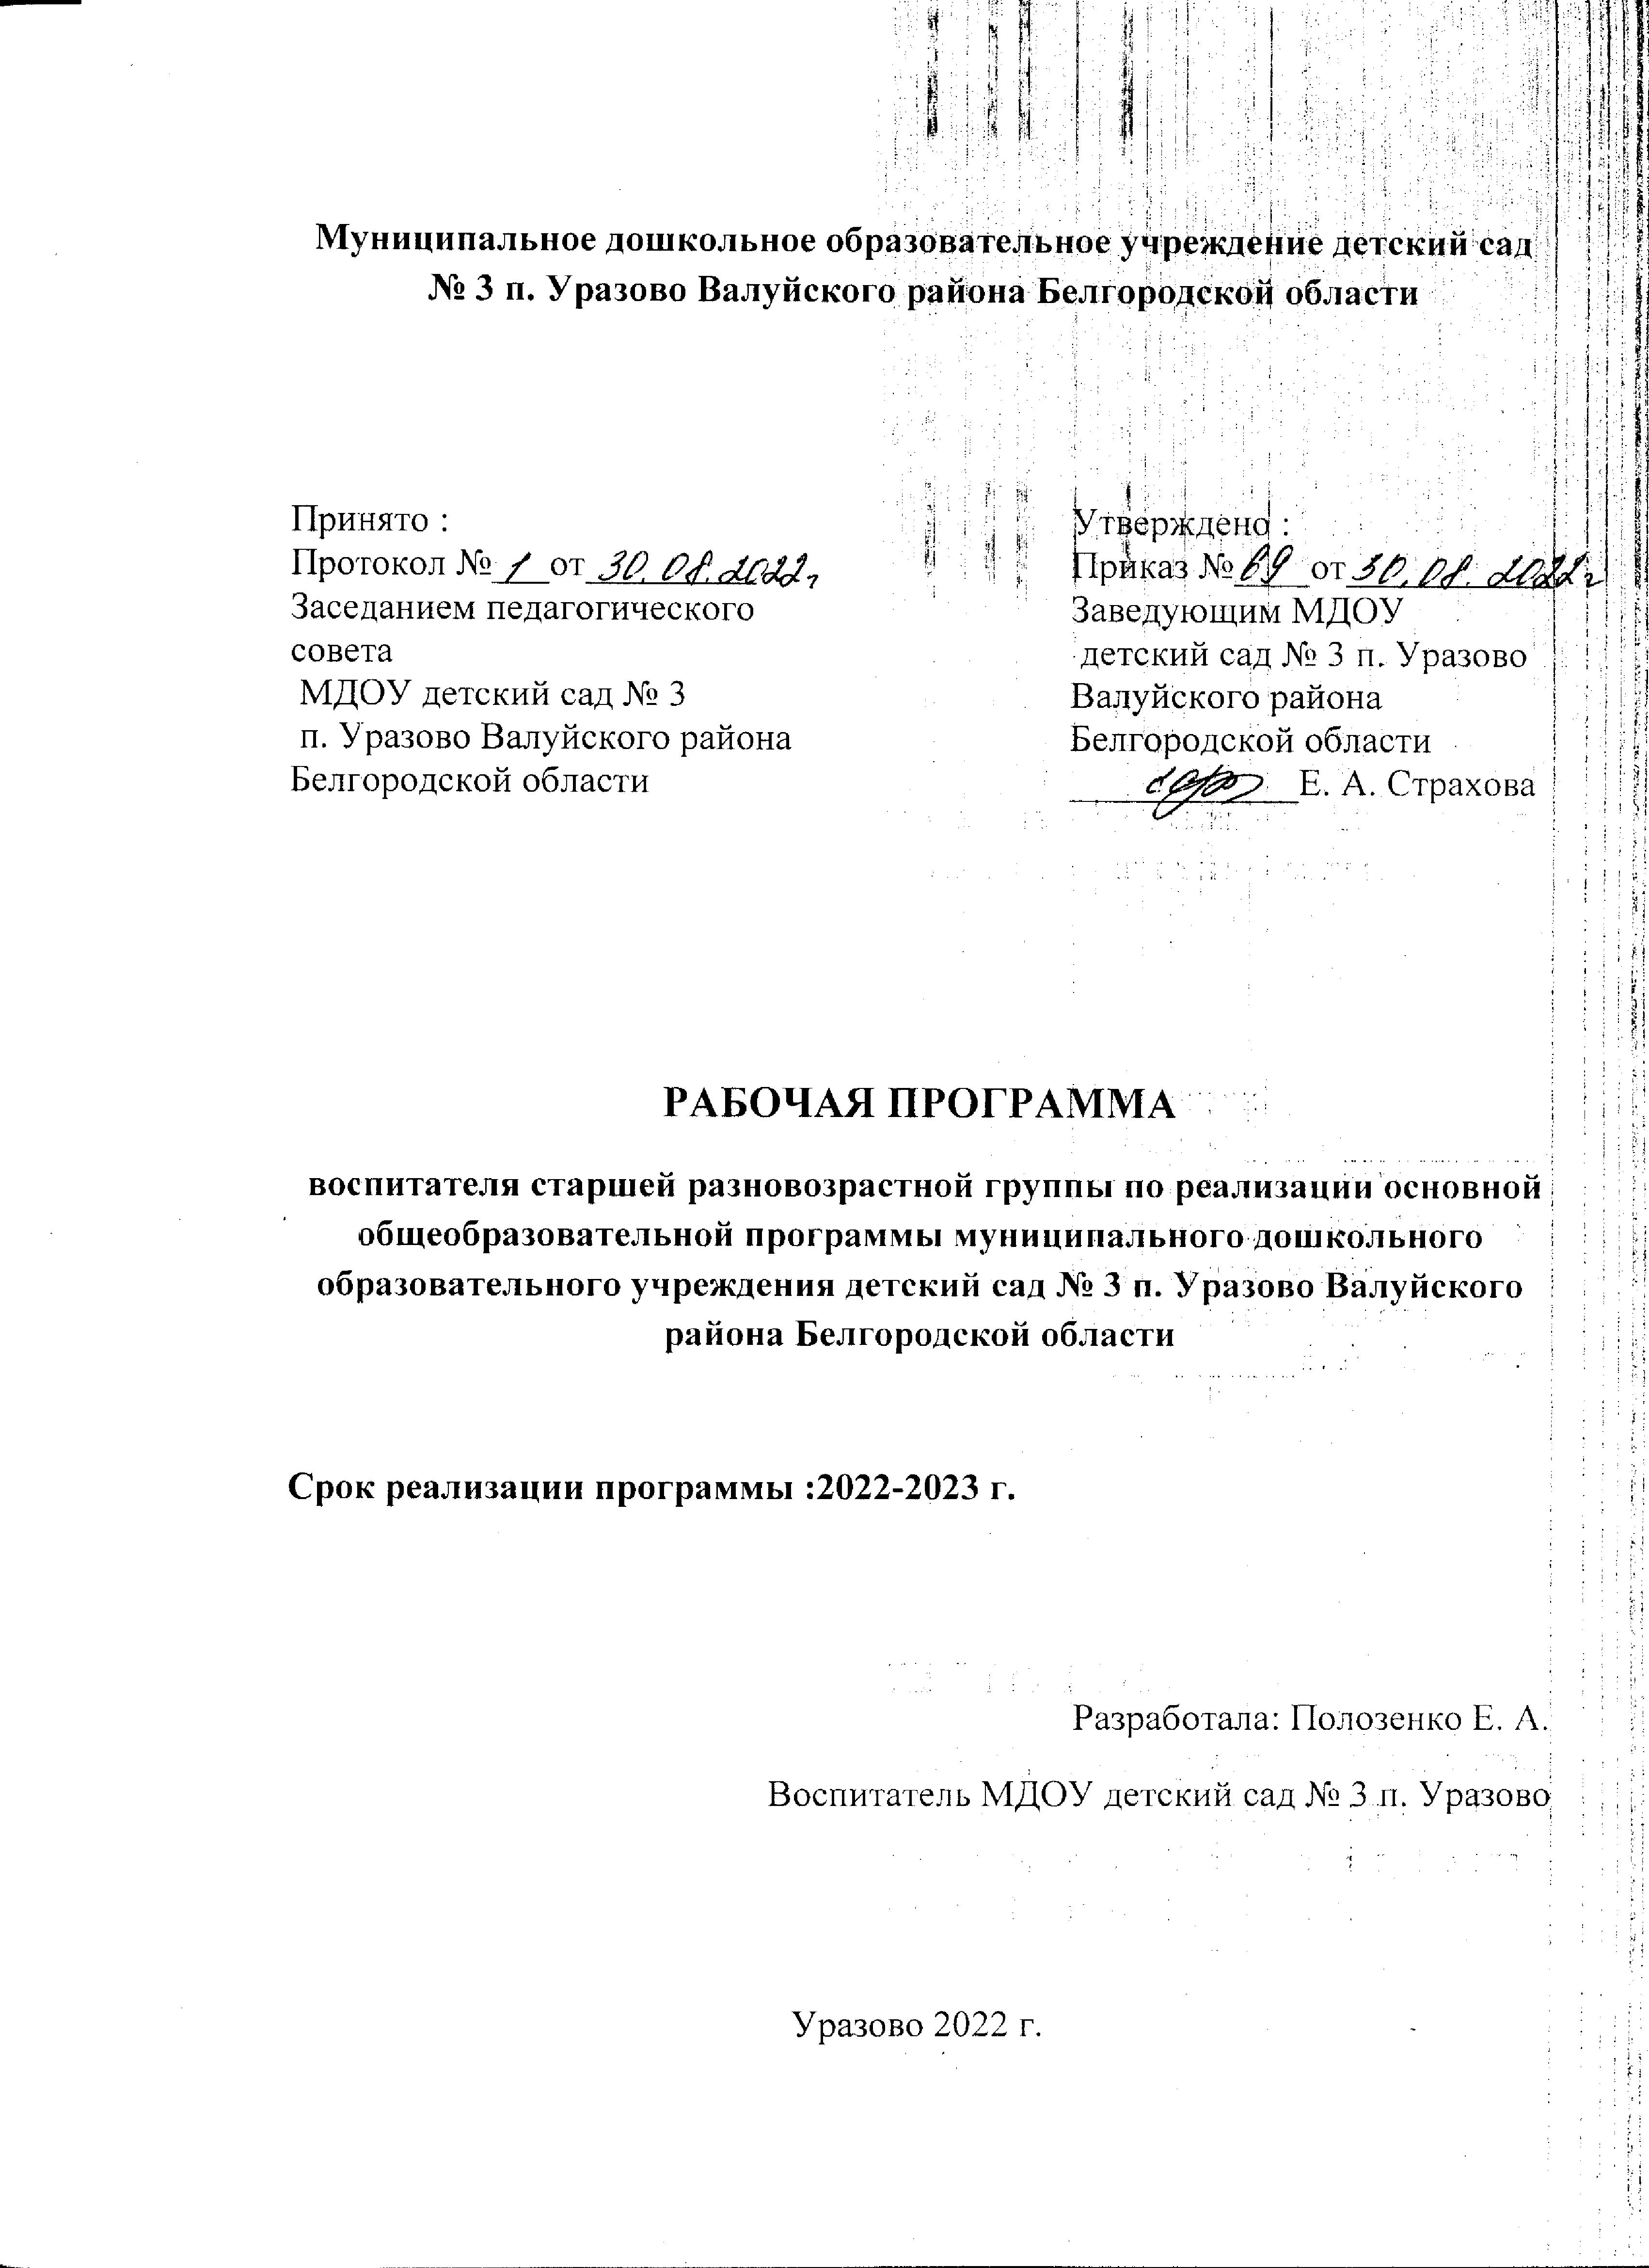 Муниципальное дошкольное образовательное учреждение детский сад
№ 3 п. Уразово Валуйского района Белгородской области
Принято :
Протокол № 1 от 30.08.2022г
Заседанием педагогического
совета
МДОУ детский сад № 3
п. Уразово Валуйского района
Белгородской области
Утверждено :
Приказ № 69 от 30.08.2022г
Заведующим МДОУ
детский сад № 3 п. Уразово
Валуйского района
Белгородской области
Е. А. Страхова
РАБОЧАЯ ПРОГРАММА
воспитателя старшей разновозрастной группы по реализации основной
общеобразовательной программы муниципального дошкольного
образовательного учреждения детский сад № 3 п. Уразово Валуйского
района Белгородской области
Срок реализации программы :2022-2023 г.
Разработала: Полозенко Е. А.
Воспитатель МДОУ детский сад № 3 п. Уразово
Уразово 2022 г.